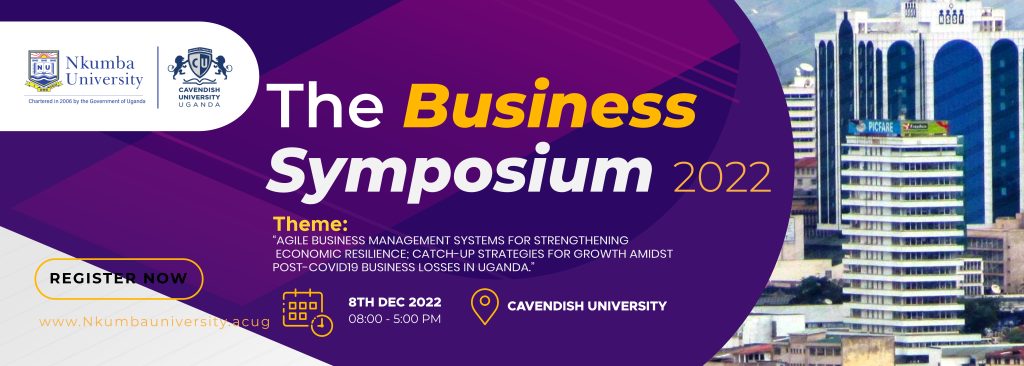 Nkumba
University
Chartered in 2006 by the Government of Uganda
NU
CU
CAVENDISH
UNIVERSITY
UGANDA
The Business
Symposium 2022
Theme:
"AGILE BUSINESS MANAGEMENT SYSTEMS FOR STRENGTHENING
ECONOMIC RESILIENCE; CATCH-UP STRATEGIES FOR GROWTH AMIDST
POST-COVID19 BUSINESS LOSSES IN UGANDA."
REGISTER NOW
www.Nkumbauniversity.acug
8TH DEC 2022
08:00 - 5:00 PM
CAVENDISH UNIVERSITY
PICFARE